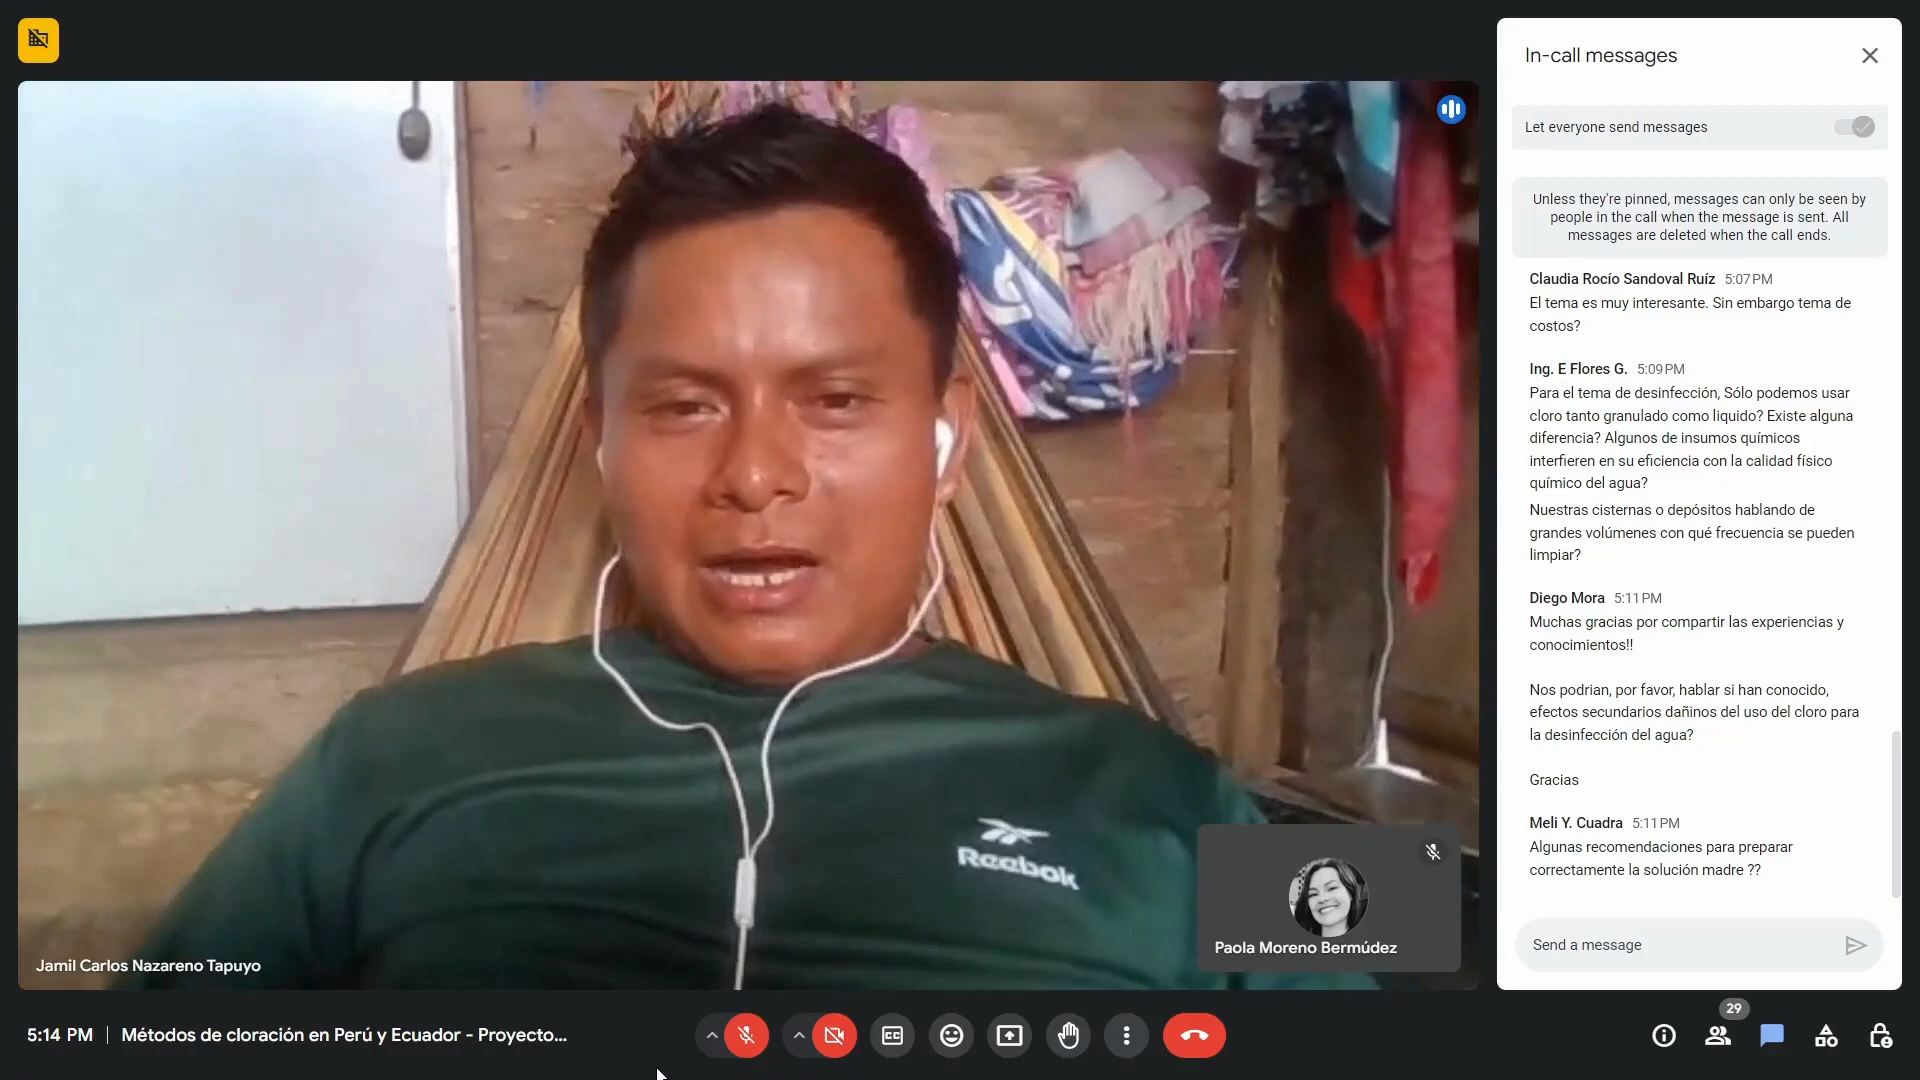 In-call messages
Let everyone send messages
Unless they're pinned, messages can only be seen by
people in the call when the message is sent. All
messages are deleted when the call ends.
Claudia Rocío Sandoval Ruíz 5:07 PM
El tema es muy interesante. Sin embargo tema de
costos?
Ing. E Flores G. 5:09 PM
Para el tema de desinfección, Sólo podemos usar
cloro tanto granulado como liquido? Existe alguna
diferencia? Algunos de insumos químicos
interfieren en su eficiencia con la calidad físico
químico del agua?
Nuestras cisternas o depósitos hablando de
grandes volúmenes con qué frecuencia se pueden
limpiar?
Diego Mora 5:11 PM
Muchas gracias por compartir las experiencias y
conocimientos!!
Nos podrian, por favor, hablar si han conocido,
efectos secundarios dañinos del uso del cloro para
la desinfección del agua?
Gracias
Meli Y. Cuadra 5:11 PM
Algunas recomendaciones para preparar
correctamente la solución madre ??
Send a message
Reebok
Paola Moreno Bermúdez
Jamil Carlos Nazareno Tapuyo
5:14 PM | Métodos de cloración en Perú y Ecuador - Proyecto...
29